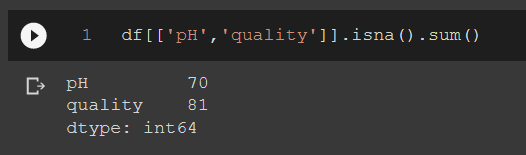 1 df[['pH','quality']].isna().sum()
pH 70
quality 81
dtype: int64